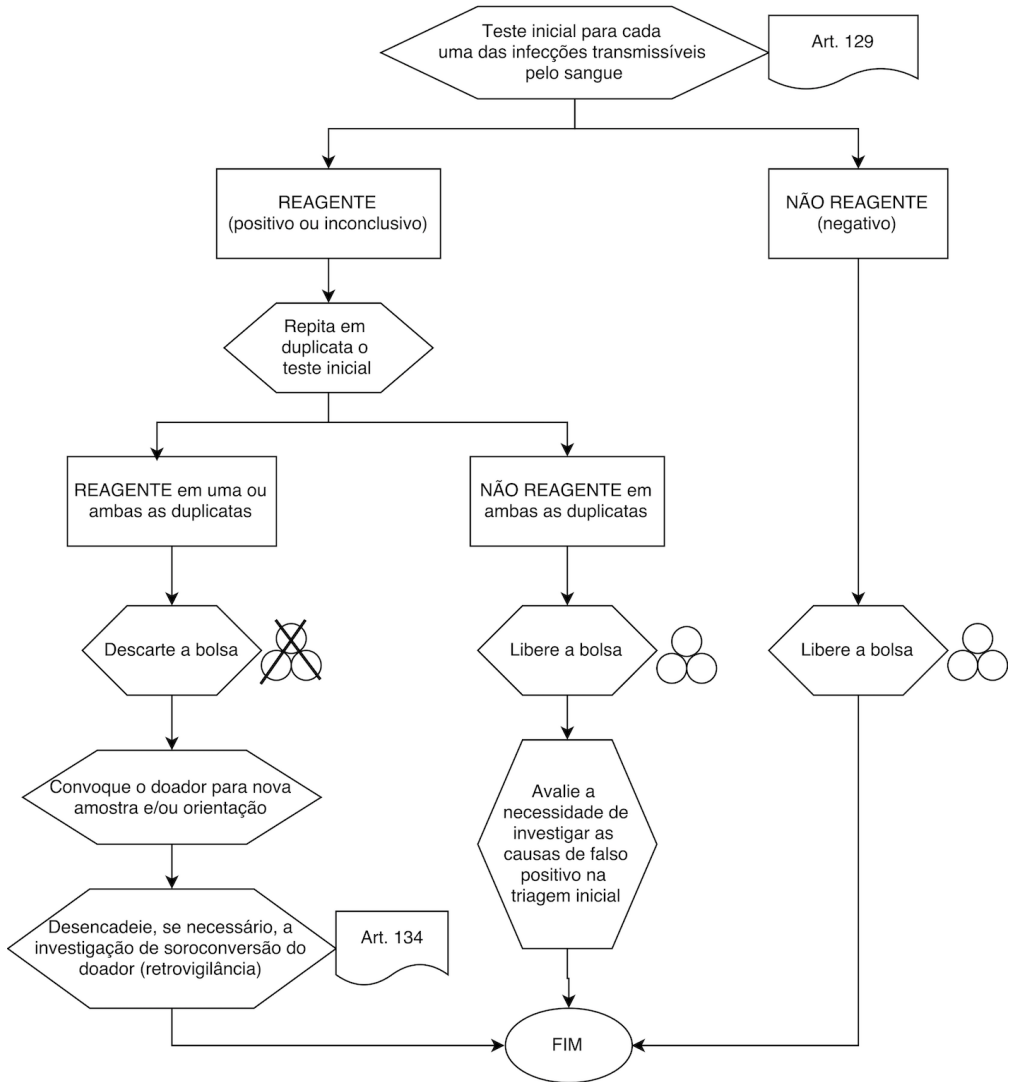 Teste inicial para cada
uma das infecções transmissíveis
pelo sangue
Art. 129
REAGENTE
(positivo ou inconclusivo)
NÃO REAGENTE
(negativo)
Repita em
duplicata o
teste inicial
REAGENTE em uma ou
ambas as duplicatas
NÃO REAGENTE em
ambas as duplicatas
Descarte a bolsa
Libere a bolsa
Libere a bolsa
Convoque o doador para nova
amostra e/ou orientação
Avalie a
necessidade de
investigar as
causas de falso
positivo na
triagem inicial
Desencadeie, se necessário, a
investigação de soroconversão do
doador (retrovigilância)
Art. 134
FIM